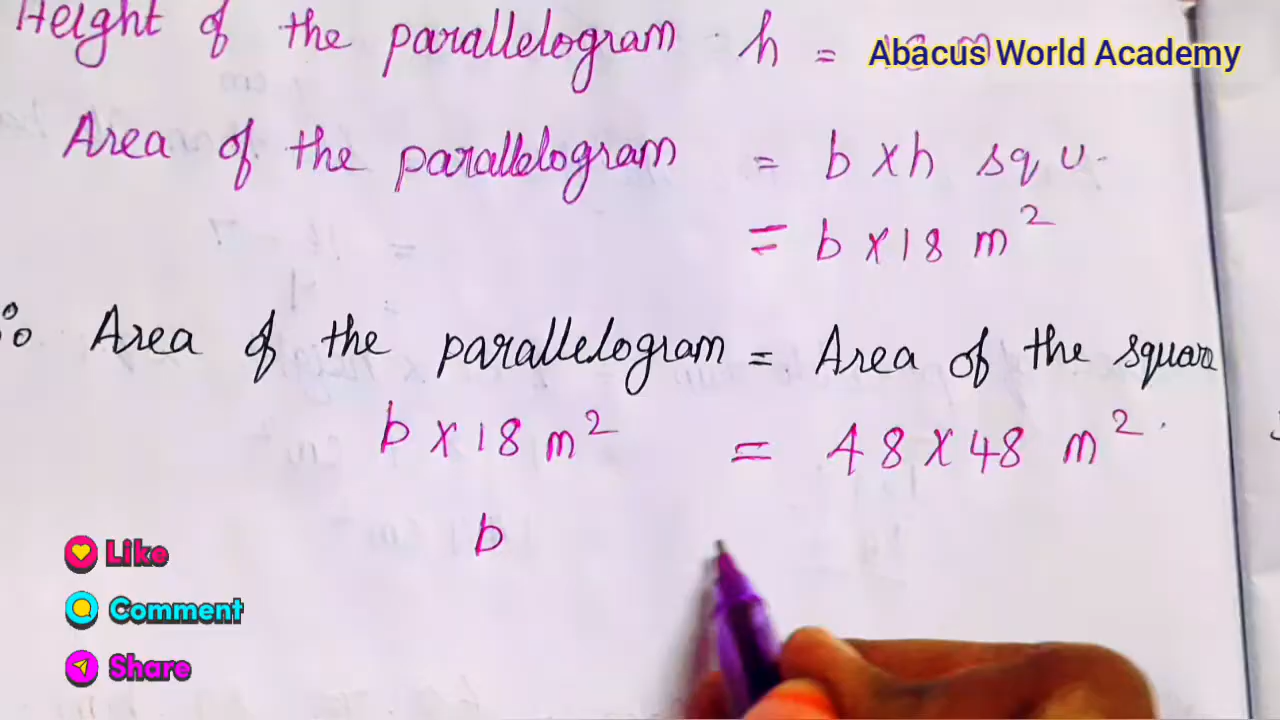 Height of the parallelogram h =
Abacus World Academy
Area of the parallelogram = b x h sq u.
= b x 18 m²
∴ Area of the parallelogram = Area of the square
b x 18 m² = 48 x 48 m²
b
Like
Comment
Share